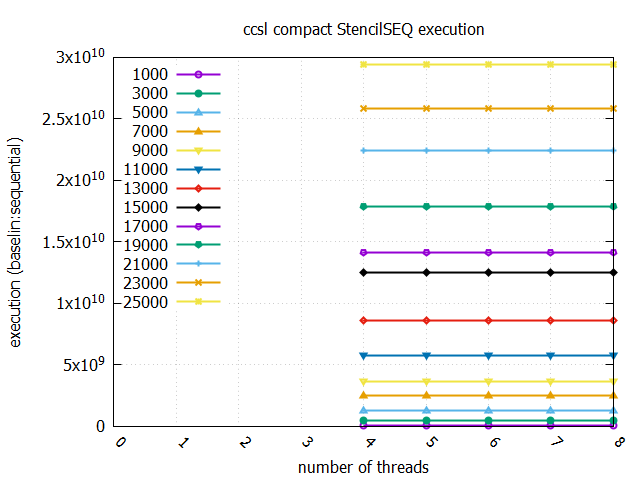 ccsl compact StencilSEQ execution
3x10^10
2.5x10^10
2x10^10
1.5x10^10
1x10^10
5x10^9
0
execution (baselin:sequential)
1000
3000
5000
7000
9000
11000
13000
15000
17000
19000
21000
23000
25000
0 1 2 3 4 5 6 7 8
number of threads